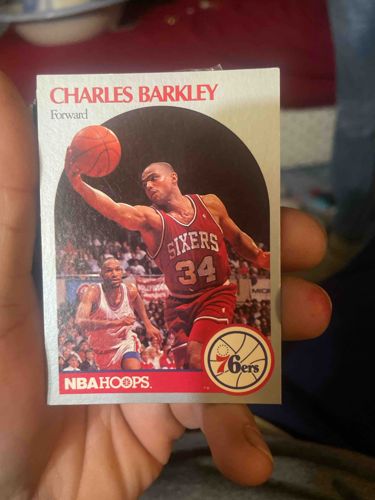 CHARLES BARKLEY
Forward
SIXERS
34
NBA HOOPS
76ers